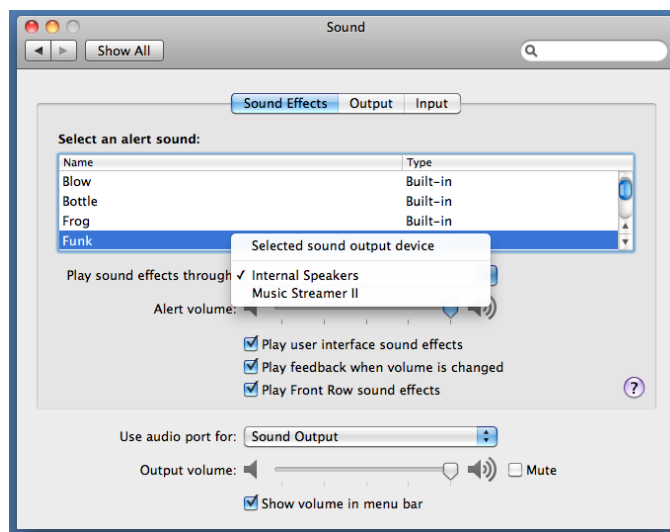 Sound
Show All
Sound Effects Output Input
Select an alert sound:
Name Type
Blow Built-in
Bottle Built-in
Frog Built-in
Funk
Selected sound output device
Play sound effects through ✓ Internal Speakers
Music Streamer II
Alert volume:
Play user interface sound effects
Play feedback when volume is changed
Play Front Row sound effects
?
Use audio port for: Sound Output
Output volume: Mute
Show volume in menu bar